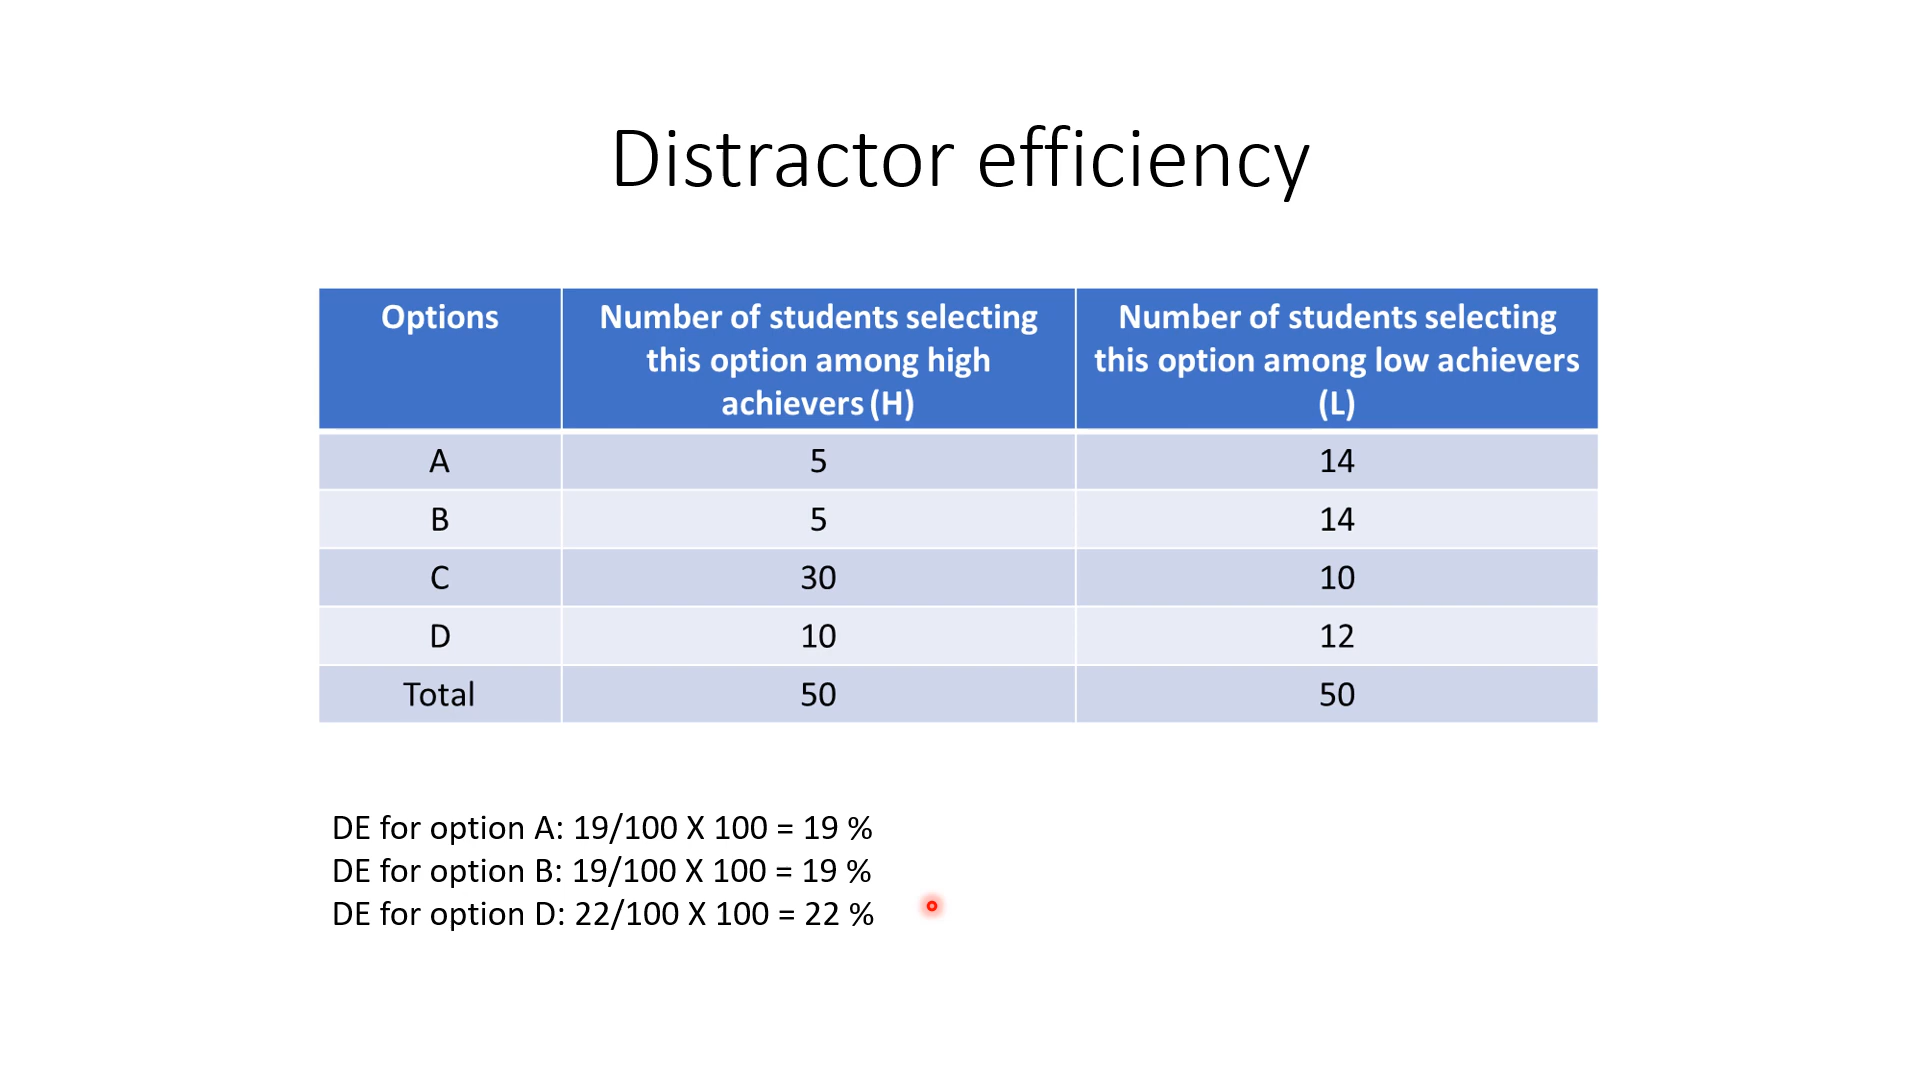 Distractor efficiency
Options
Number of students selecting
this option among high
achievers (H)
Number of students selecting
this option among low achievers
(L)
A 5 14
B 5 14
C 30 10
D 10 12
Total 50 50
DE for option A: 19/100 X 100 = 19 %
DE for option B: 19/100 X 100 = 19 %
DE for option D: 22/100 X 100 = 22 %